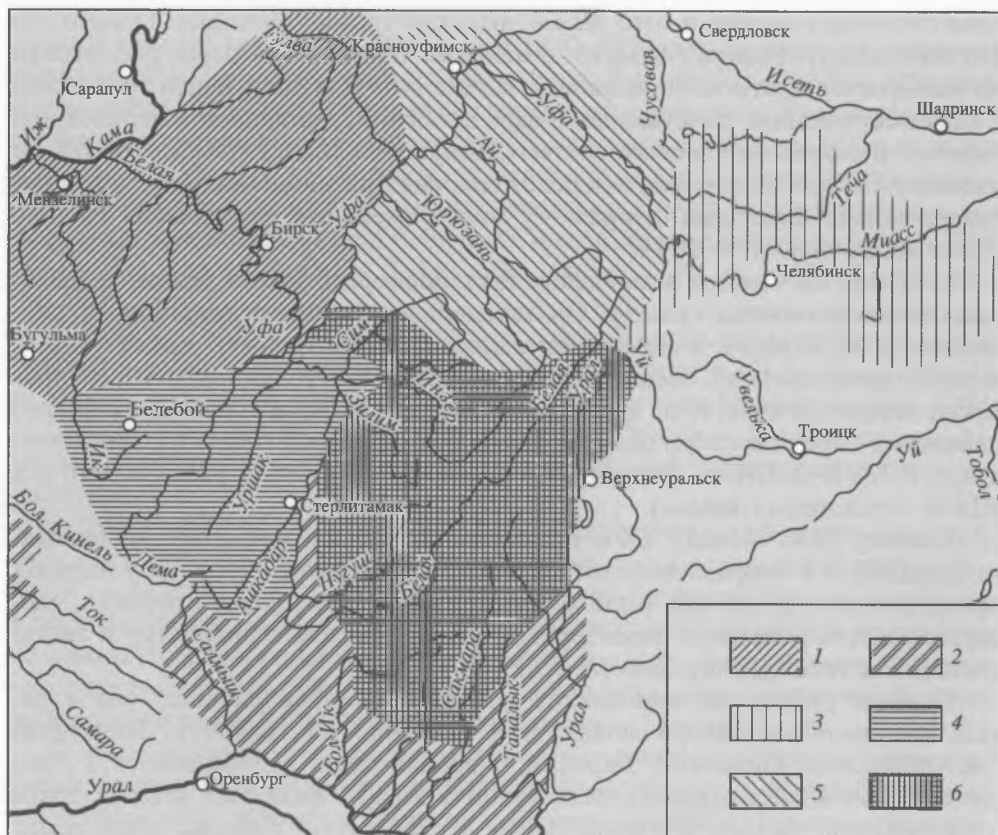 Свердловск
Красноуфимск
Исеть
Чусовая
Сарапул
Шадринск
Уфа
Иж
Кама
Ай
Белая
Теча
Мензелинск
Юрюзань
Уфа
Миасс
Бирск
Челябинск
Бугульма
Уфа
Сим
Уй
Инзер
Белая
Урал
Зилим
Увелька
Белебой
Троицк
Уй
Тобол
Ик
Уршак
Верхнеуральск
Стерлитамак
Бол. Кинель
Дема
Ашкадар
Нугуш
Белая
Ток
Салмыш
Сакмара
Таналык
Урал
Бол. Ик
Самара
Урал
Оренбург
1 2
3 4
5 6